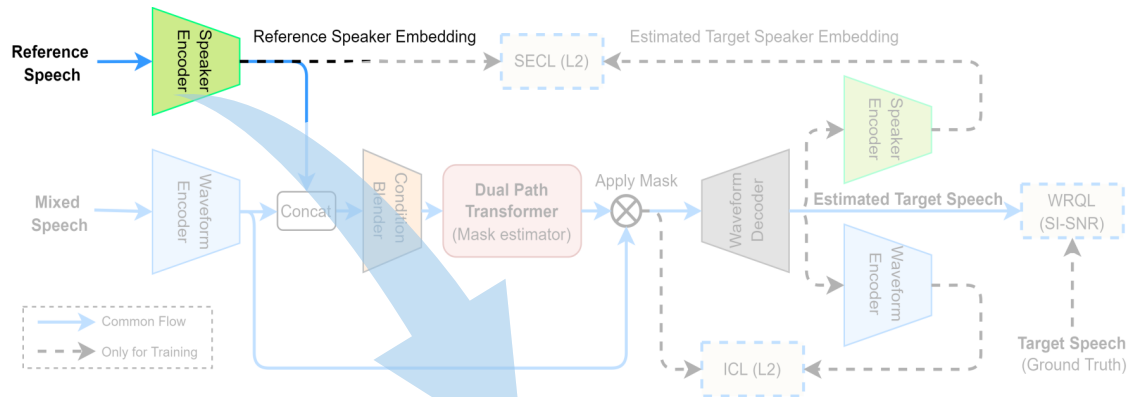 Reference Speaker Embedding
Estimated Target Speaker Embedding
Reference
Speech
Speaker
Encoder
SECL (L2)
Speaker
Encoder
Mixed
Speech
Waveform
Encoder
Concat
Condition
Blender
Dual Path
Transformer
(Mask estimator)
Apply Mask
Waveform
Decoder
Estimated Target Speech
WRQL
(SI-SNR)
Waveform
Encoder
Common Flow
Only for Training
ICL (L2)
Target Speech
(Ground Truth)